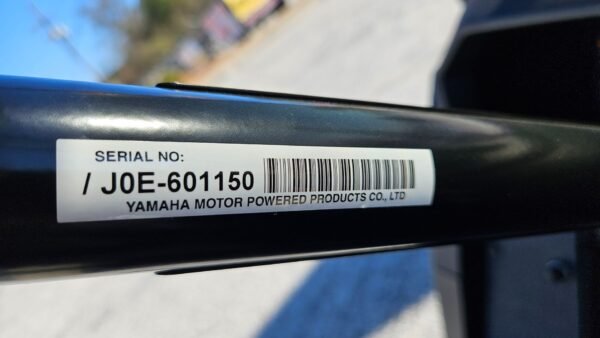 SERIAL NO:
/ J0E-601150
YAMAHA MOTOR POWERED PRODUCTS CO., LTD